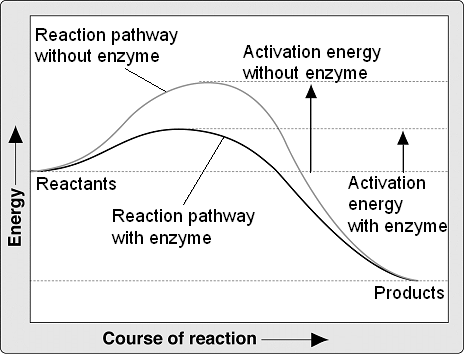 Reaction pathway
without enzyme
Activation energy
without enzyme
Reactants
Activation
energy
with enzyme
Reaction pathway
with enzyme
Products
Energy
Course of reaction